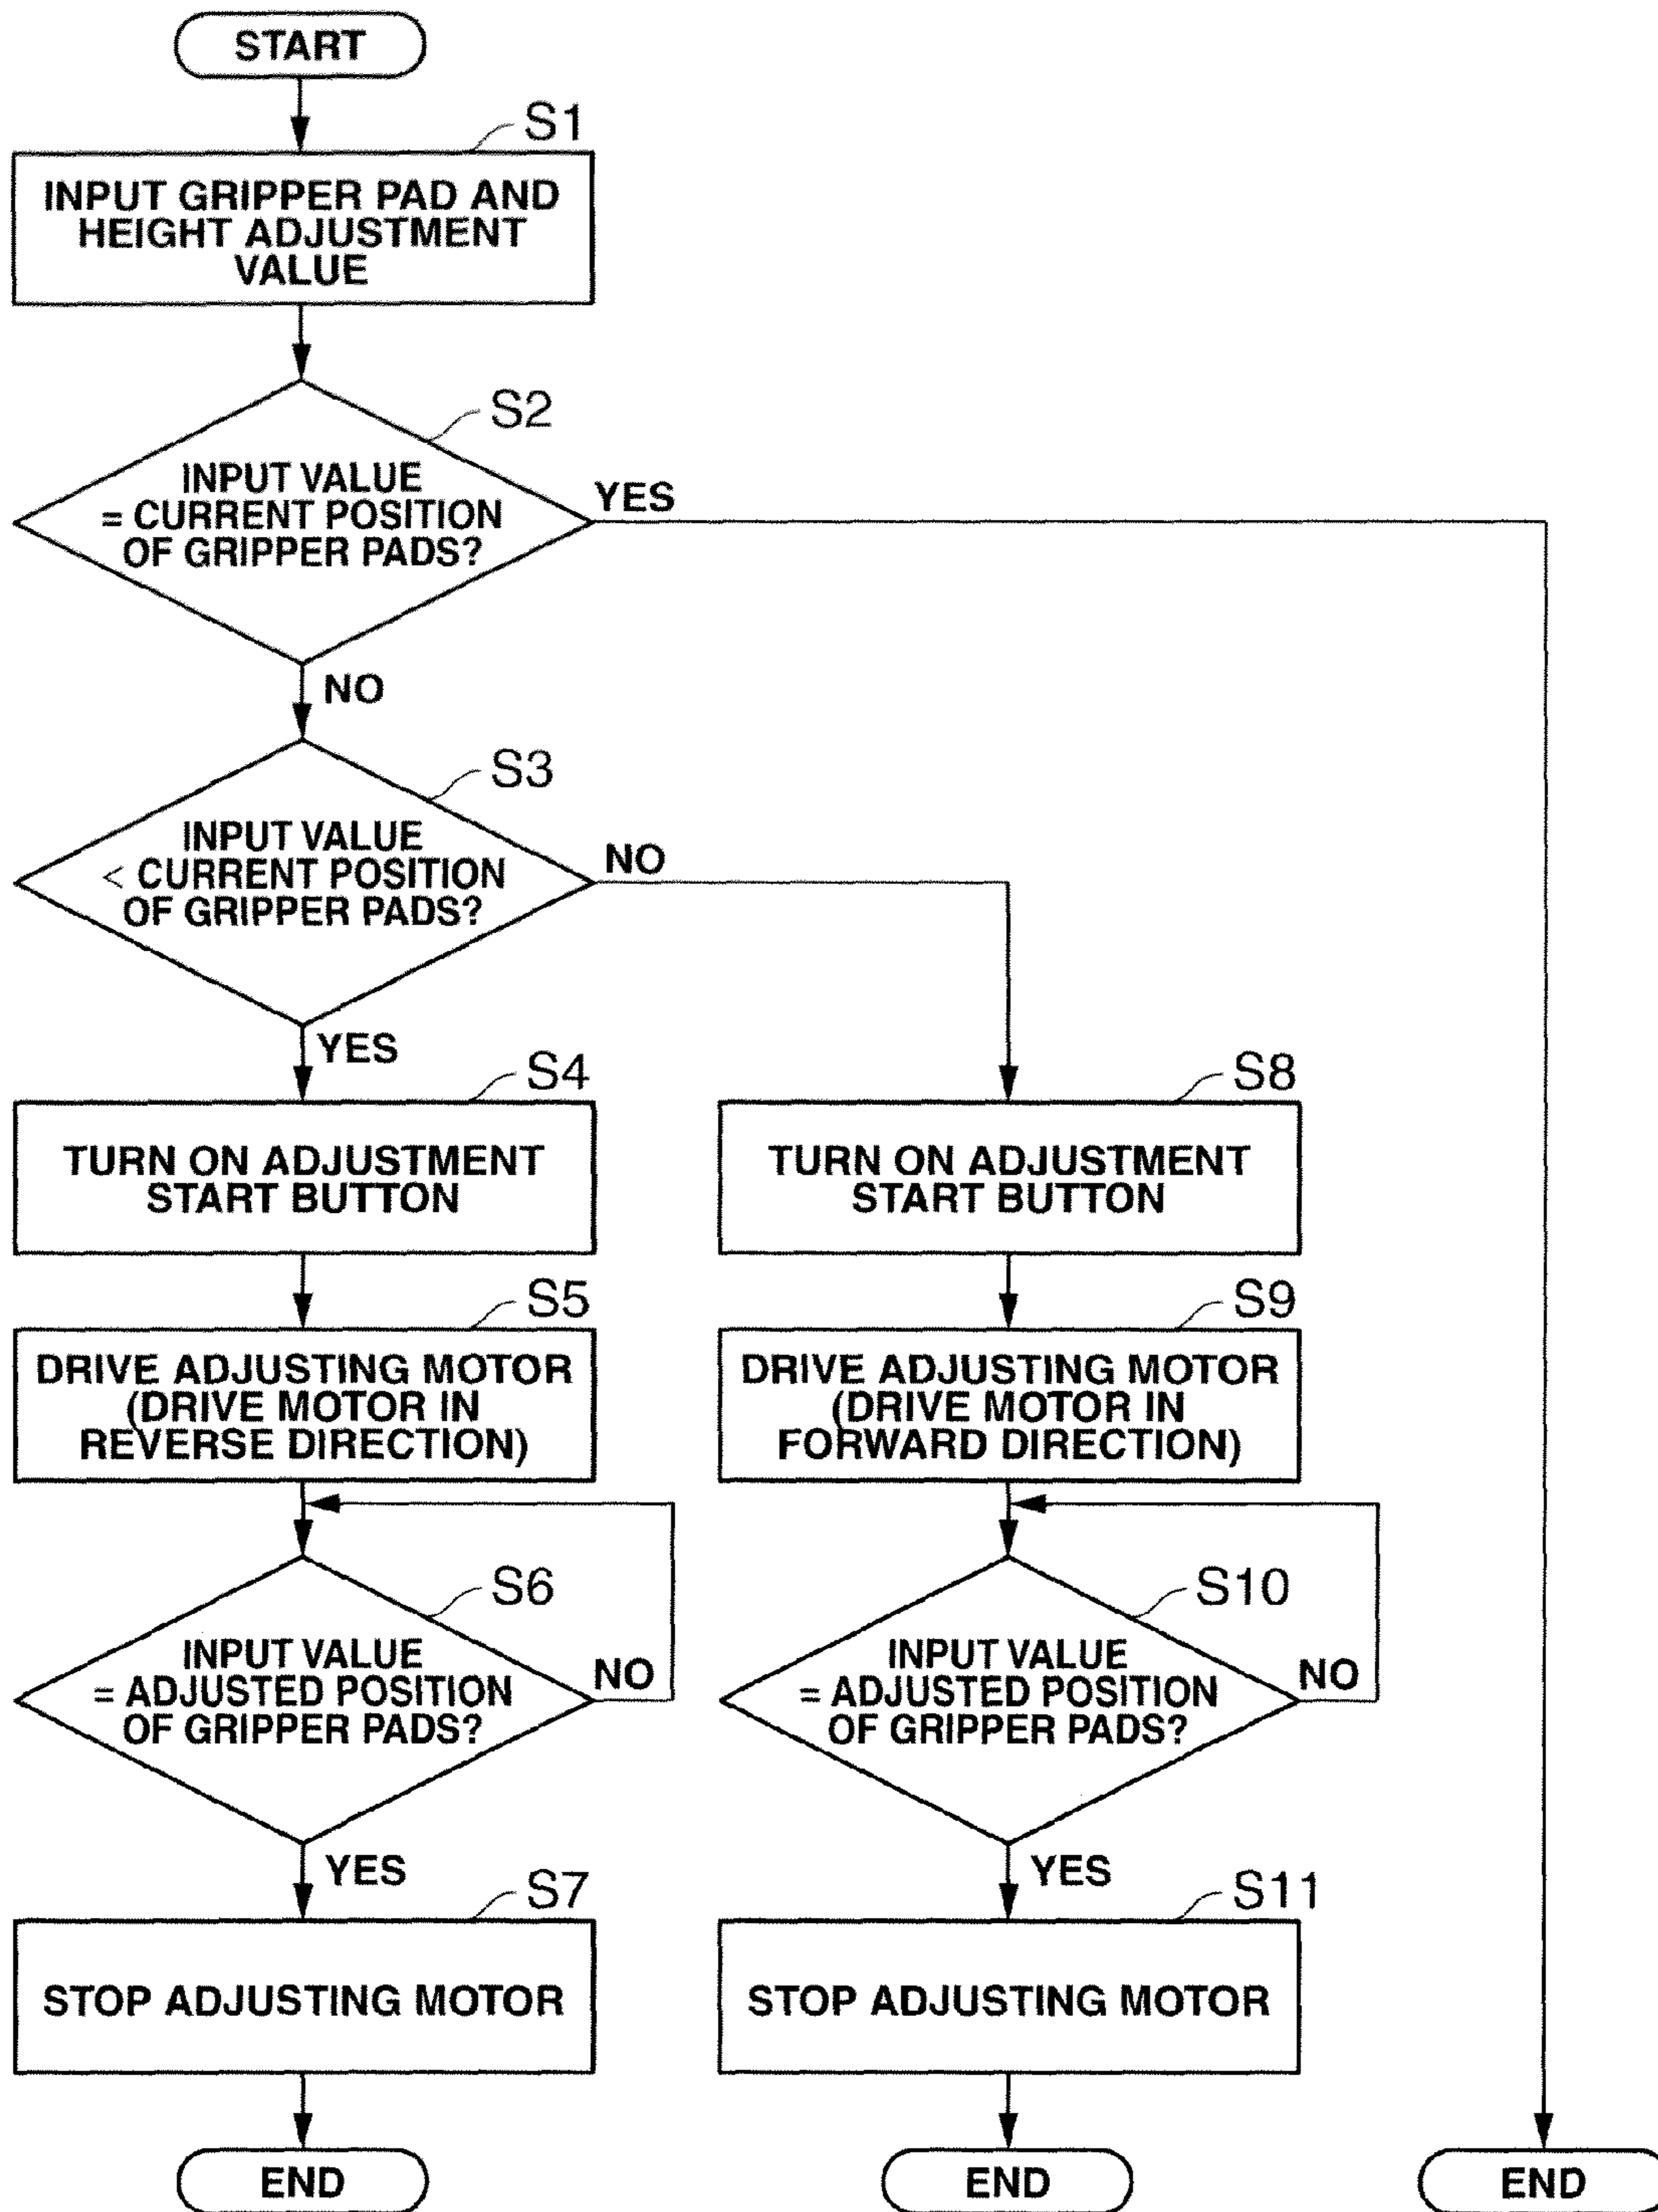 START
S1
INPUT GRIPPER PAD AND
HEIGHT ADJUSTMENT
VALUE
S2
INPUT VALUE
= CURRENT POSITION
OF GRIPPER PADS?
YES
NO
S3
INPUT VALUE
< CURRENT POSITION
OF GRIPPER PADS?
NO
YES
S4
TURN ON ADJUSTMENT
START BUTTON
S5
DRIVE ADJUSTING MOTOR
(DRIVE MOTOR IN
REVERSE DIRECTION)
S6
INPUT VALUE
= ADJUSTED POSITION
OF GRIPPER PADS?
NO
YES
S7
STOP ADJUSTING MOTOR
END
S8
TURN ON ADJUSTMENT
START BUTTON
S9
DRIVE ADJUSTING MOTOR
(DRIVE MOTOR IN
FORWARD DIRECTION)
S10
INPUT VALUE
= ADJUSTED POSITION
OF GRIPPER PADS?
NO
YES
S11
STOP ADJUSTING MOTOR
END
END